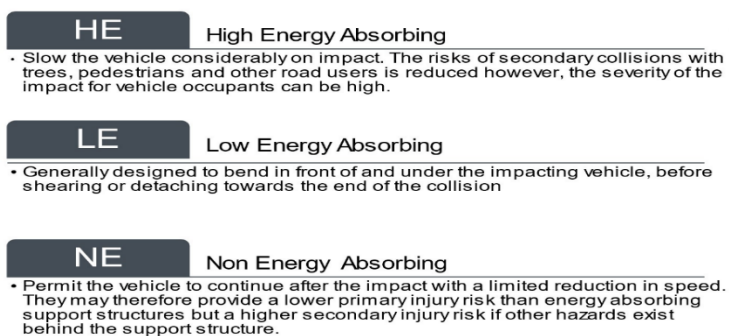 HE
High Energy Absorbing
· Slow the vehicle considerably on impact. The risks of secondary collisions with
trees, pedestrians and other road users is reduced however, the severity of the
impact for vehicle occupants can be high.
LE
Low Energy Absorbing
• Generally designed to bend in front of and under the impacting vehicle, before
shearing or detaching towards the end of the collision
NE
Non Energy Absorbing
• Permit the vehicle to continue after the impact with a limited reduction in speed.
They may therefore provide a lower primary injury risk than energy absorbing
support structures but a higher secondary injury risk if other hazards exist
behind the support structure.